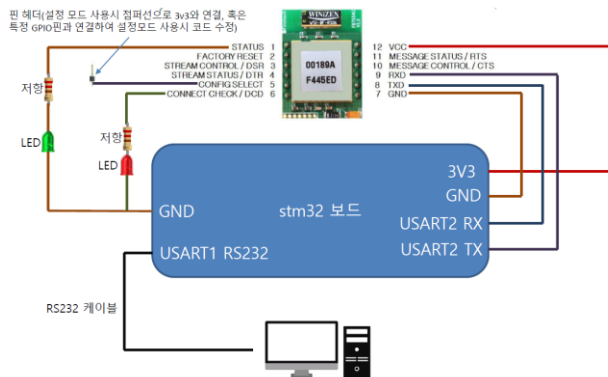 핀 헤더(설정 모드 사용시 점퍼선으로 3v3와 연결, 혹은
특정 GPIO핀과 연결하여 설정모드 사용시 코드 수정)
STATUS 1
FACTORY RESET 2
STREAM CONTROL / DSR 3
STREAM STATUS / DTR 4
CONFIG SELECT 5
CONNECT CHECK / DCD 6
00189A
F445ED
12 VCC
11 MESSAGE STATUS / RTS
10 MESSAGE CONTROL / CTS
9 RXD
8 TXD
7 GND
저항
LED
저항
LED
stm32 보드
3V3
GND
USART2 RX
USART2 TX
GND
USART1 RS232
RS232 케이블